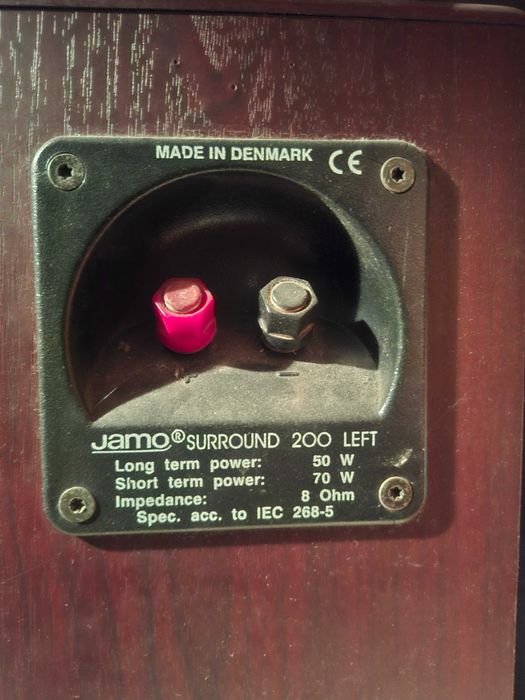 MADE IN DENMARK CE
+ −
Jamo® SURROUND 200 LEFT
Long term power: 50 W
Short term power: 70 W
Impedance: 8 Ohm
Spec. acc. to IEC 268-5